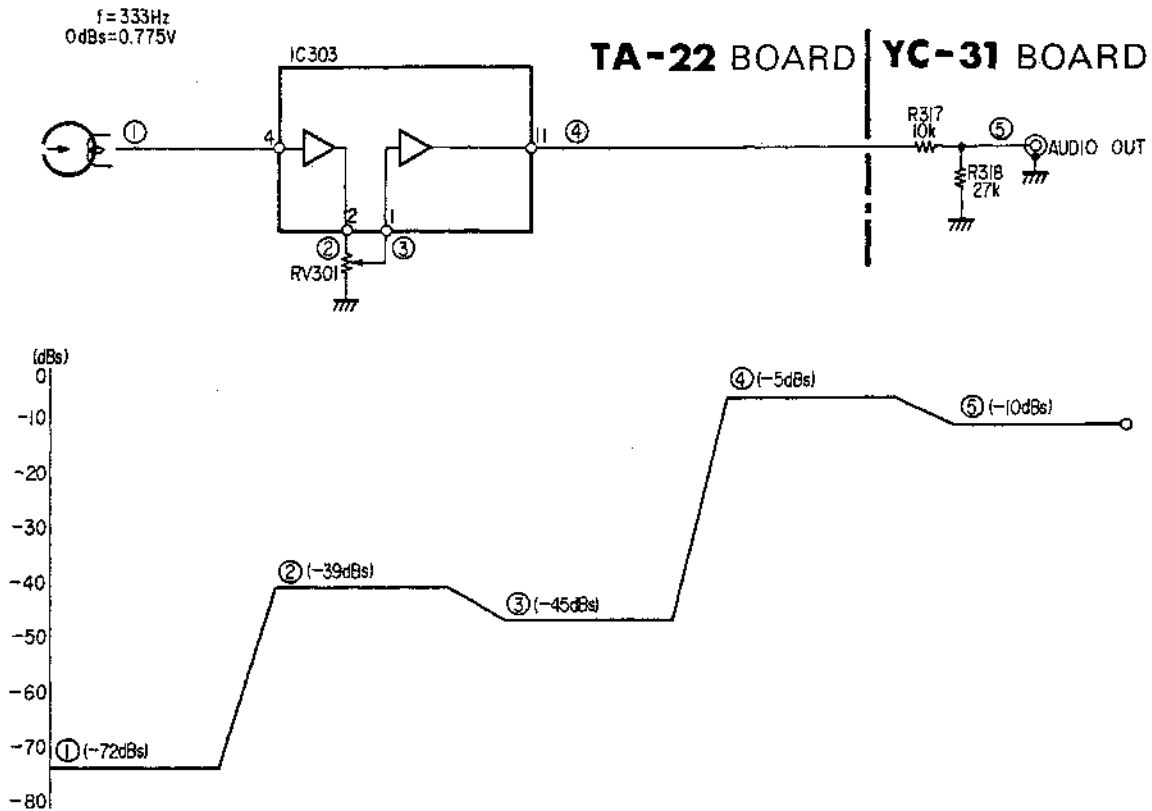 f=333Hz
0dBs=0.775V
IC303
TA-22 BOARD
YC-31 BOARD
①
4
11
④
R317
10k
⑤
AUDIO OUT
R318
27k
2
1
②
③
RV301
(dBs)
0
-10
-20
-30
-40
-50
-60
-70
-80
① (-72dBs)
② (-39dBs)
③ (-45dBs)
④ (-5dBs)
⑤ (-10dBs)